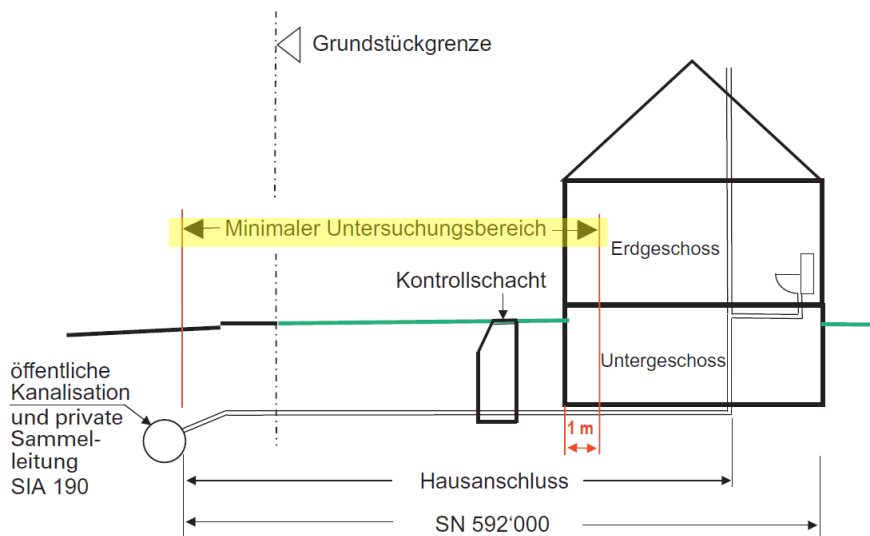 Grundstückgrenze
Minimaler Untersuchungsbereich
Erdgeschoss
Kontrollschacht
Untergeschoss
öffentliche
Kanalisation
und private
Sammel-
leitung
SIA 190
1 m
Hausanschluss
SN 592‘000